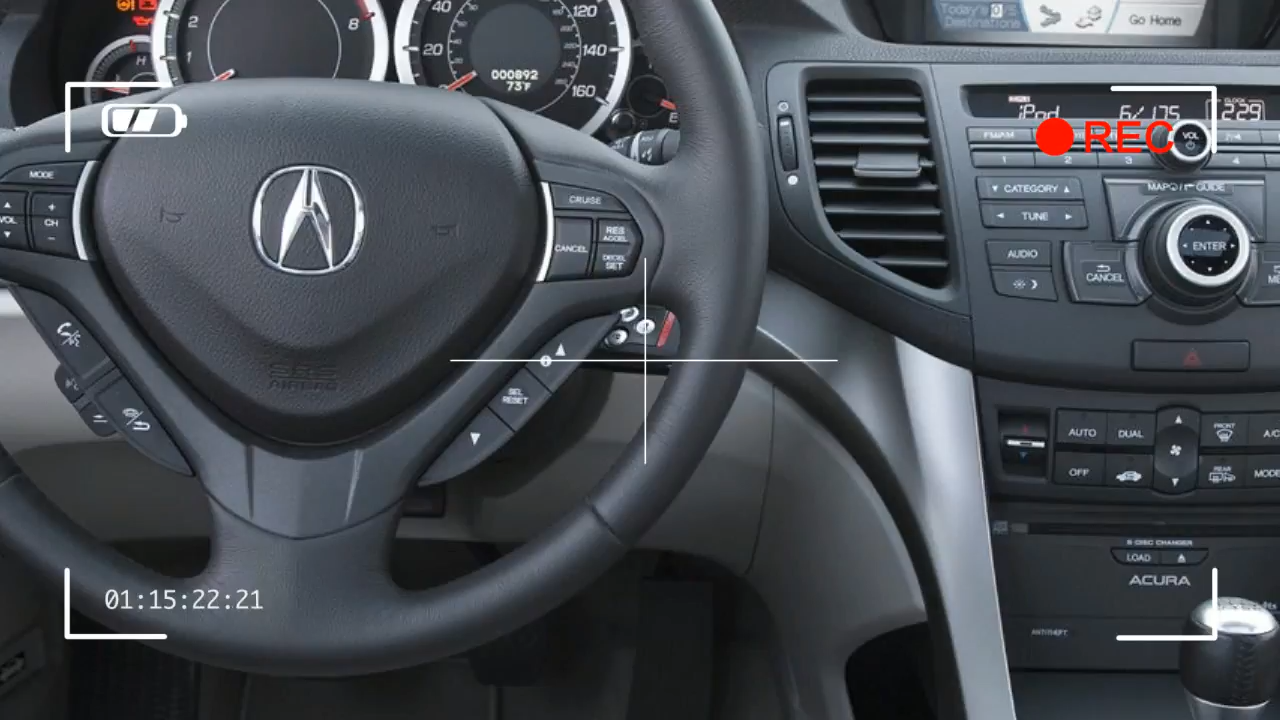 40
120
2
8
20
140
1
H
160
000892
73°F
Today's
Destinations
Go Home
iPod
6/175
CLOCK
2:29
REC
VOL
FM/AM
1
2
3
4
CATEGORY
MAP
GUIDE
TUNE
ENTER
AUDIO
CANCEL
MODE
VOL
+
CH
-
CRUISE
CANCEL
RES
ACCEL
DECEL
SET
SRS
AIRBAG
i
SEL
RESET
AUTO
DUAL
FRONT
A/C
OFF
REAR
MODE
6 DISC CHANGER
LOAD
ACURA
ANTITHEFT
01:15:22:21